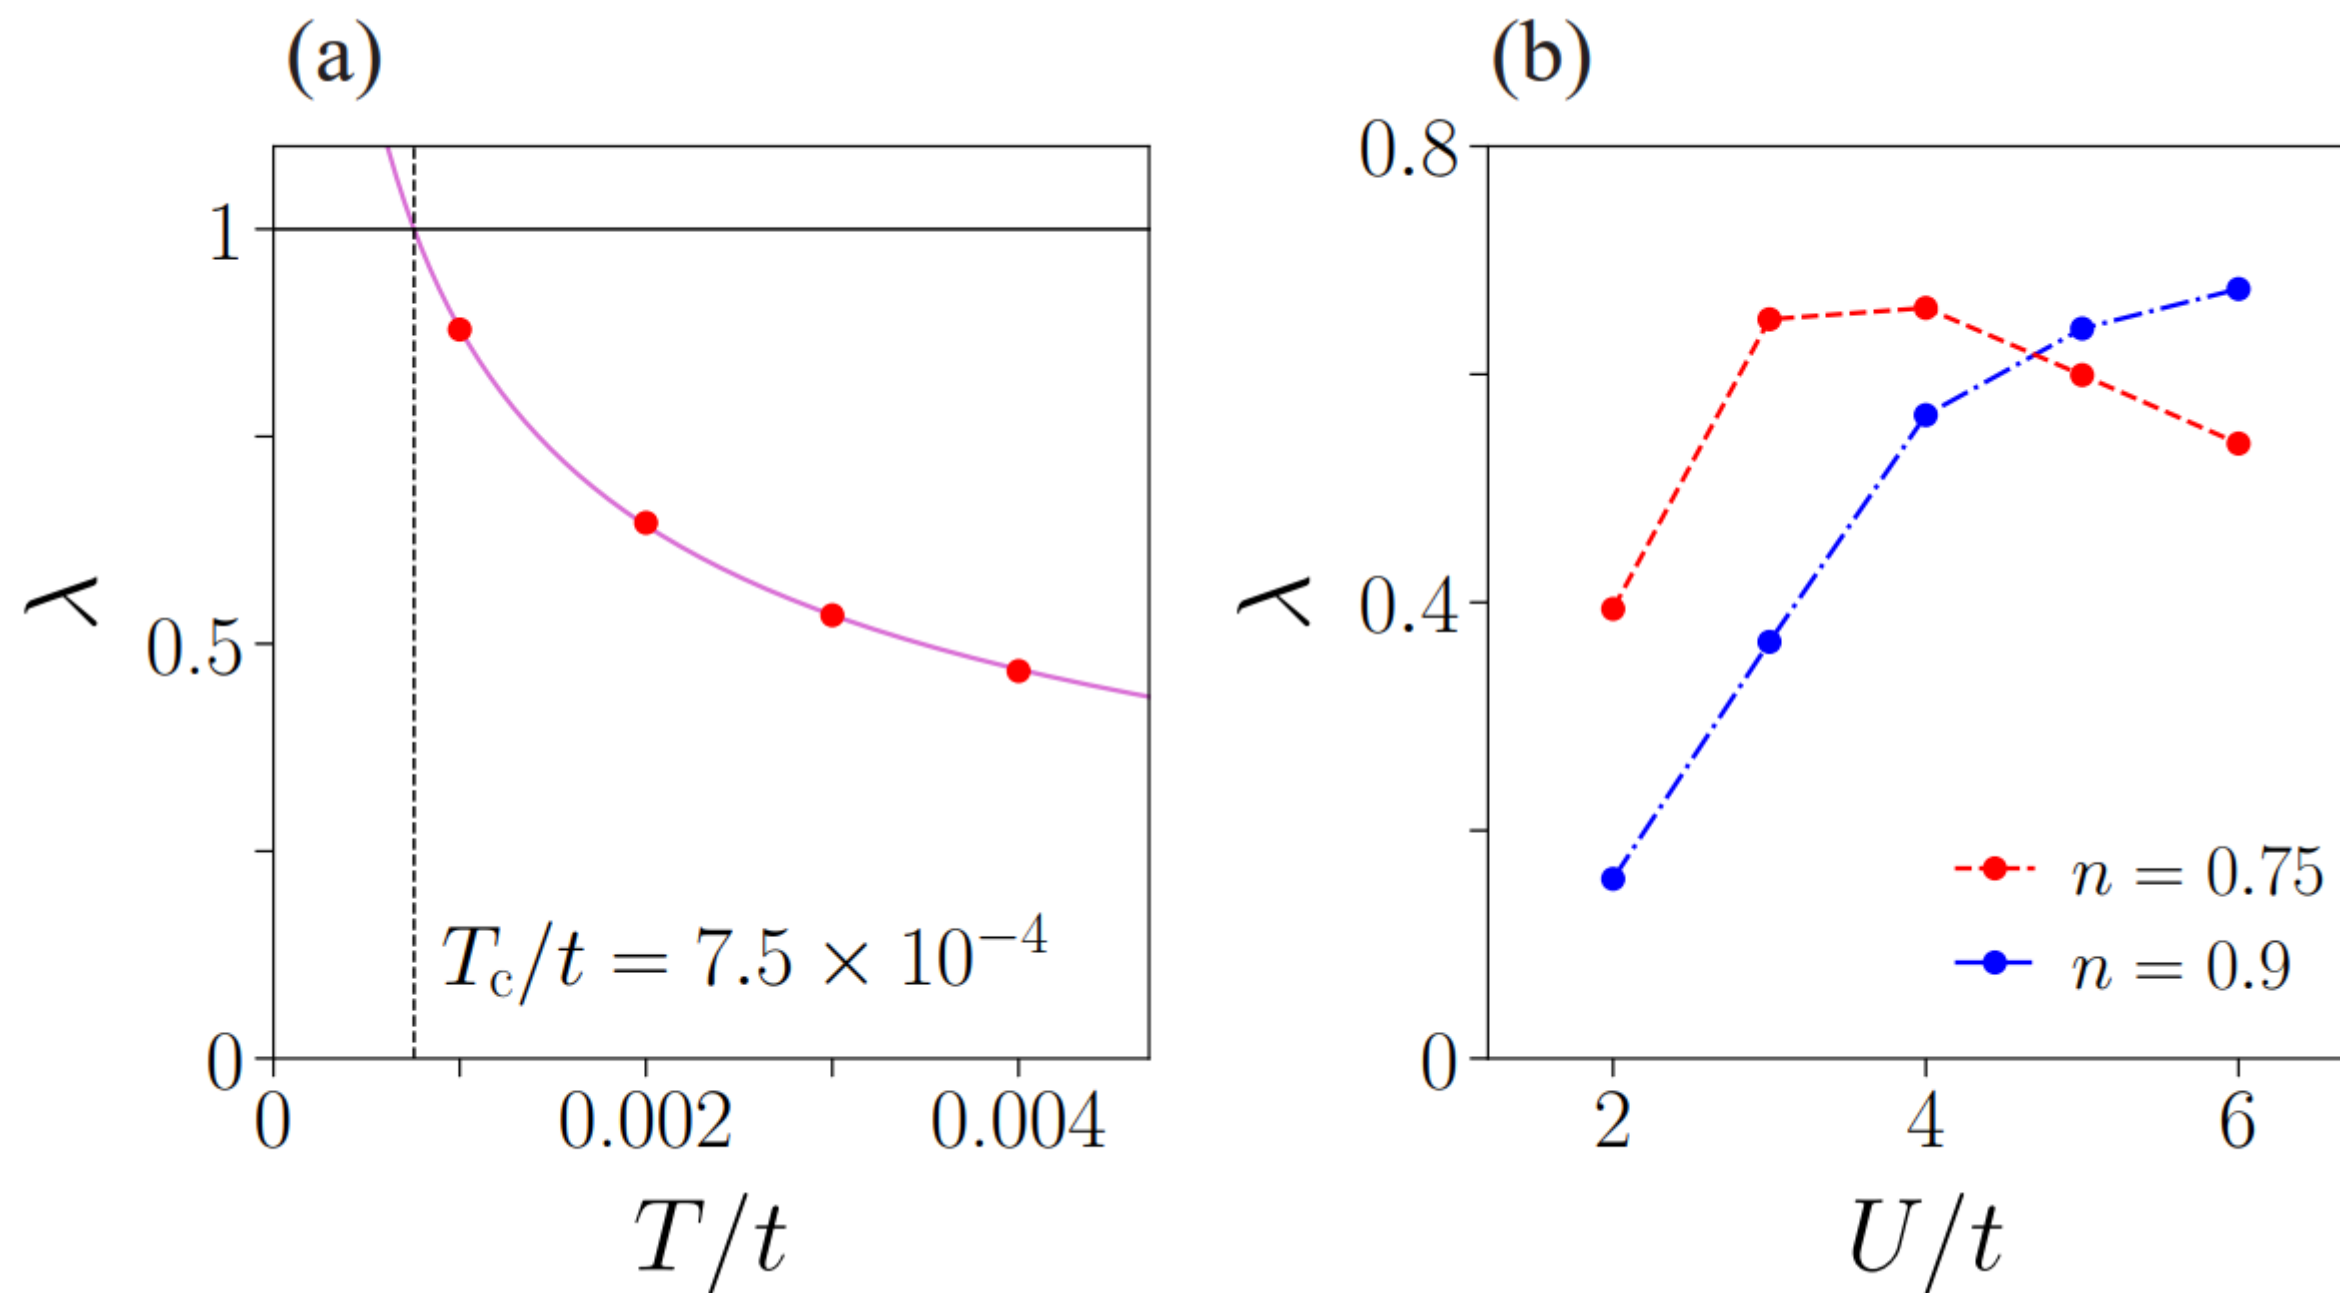 (a)
1
0.5
0
λ
T_c/t = 7.5 × 10^{−4}
0
0.002
0.004
T/t
(b)
0.8
0.4
0
λ
n = 0.75
n = 0.9
2
4
6
U/t